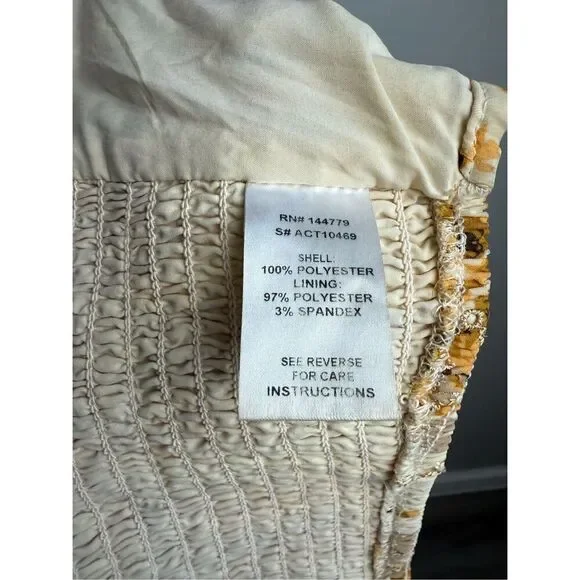 RN# 144779
S# ACT10469
SHELL:
100% POLYESTER
LINING:
97% POLYESTER
3% SPANDEX
SEE REVERSE
FOR CARE
INSTRUCTIONS